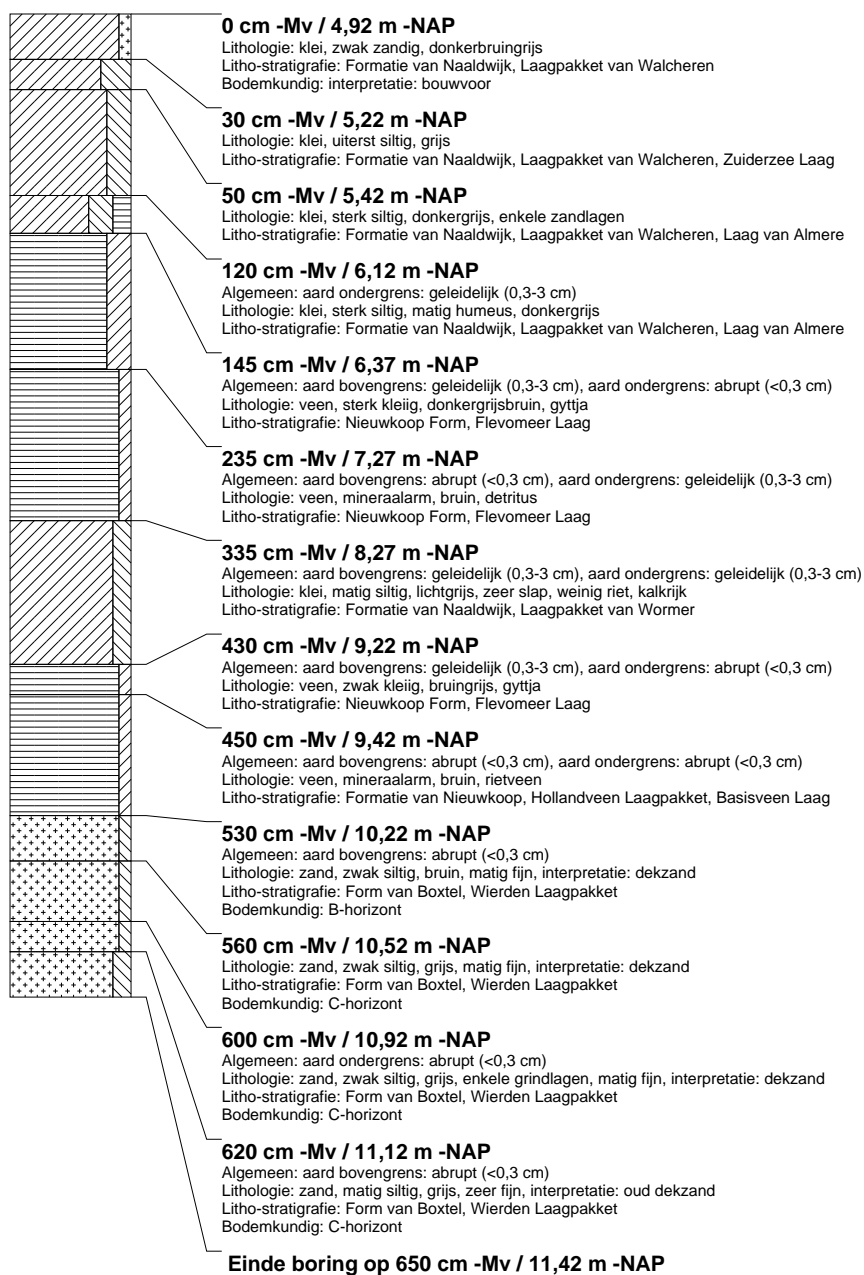 0 cm -Mv / 4,92 m -NAP
Lithologie: klei, zwak zandig, donkerbruingrijs
Litho-stratigrafie: Formatie van Naaldwijk, Laagpakket van Walcheren
Bodemkundig: interpretatie: bouwvoor
30 cm -Mv / 5,22 m -NAP
Lithologie: klei, uiterst siltig, grijs
Litho-stratigrafie: Formatie van Naaldwijk, Laagpakket van Walcheren, Zuiderzee Laag
50 cm -Mv / 5,42 m -NAP
Lithologie: klei, sterk siltig, donkergrijs, enkele zandlagen
Litho-stratigrafie: Formatie van Naaldwijk, Laagpakket van Walcheren, Laag van Almere
120 cm -Mv / 6,12 m -NAP
Algemeen: aard ondergrens: geleidelijk (0,3-3 cm)
Lithologie: klei, sterk siltig, matig humeus, donkergrijs
Litho-stratigrafie: Formatie van Naaldwijk, Laagpakket van Walcheren, Laag van Almere
145 cm -Mv / 6,37 m -NAP
Algemeen: aard bovengrens: geleidelijk (0,3-3 cm), aard ondergrens: abrupt (<0,3 cm)
Lithologie: veen, sterk kleiig, donkergrijsbruin, gyttja
Litho-stratigrafie: Nieuwkoop Form, Flevomeer Laag
235 cm -Mv / 7,27 m -NAP
Algemeen: aard bovengrens: abrupt (<0,3 cm), aard ondergrens: geleidelijk (0,3-3 cm)
Lithologie: veen, mineraalarm, bruin, detritus
Litho-stratigrafie: Nieuwkoop Form, Flevomeer Laag
335 cm -Mv / 8,27 m -NAP
Algemeen: aard bovengrens: geleidelijk (0,3-3 cm), aard ondergrens: geleidelijk (0,3-3 cm)
Lithologie: klei, matig siltig, lichtgrijs, zeer slap, weinig riet, kalkrijk
Litho-stratigrafie: Formatie van Naaldwijk, Laagpakket van Wormer
430 cm -Mv / 9,22 m -NAP
Algemeen: aard bovengrens: geleidelijk (0,3-3 cm), aard ondergrens: abrupt (<0,3 cm)
Lithologie: veen, zwak kleiig, bruingrijs, gyttja
Litho-stratigrafie: Nieuwkoop Form, Flevomeer Laag
450 cm -Mv / 9,42 m -NAP
Algemeen: aard bovengrens: abrupt (<0,3 cm), aard ondergrens: abrupt (<0,3 cm)
Lithologie: veen, mineraalarm, bruin, rietveen
Litho-stratigrafie: Formatie van Nieuwkoop, Hollandveen Laagpakket, Basisveen Laag
530 cm -Mv / 10,22 m -NAP
Algemeen: aard bovengrens: abrupt (<0,3 cm)
Lithologie: zand, zwak siltig, bruin, matig fijn, interpretatie: dekzand
Litho-stratigrafie: Form van Boxtel, Wierden Laagpakket
Bodemkundig: B-horizont
560 cm -Mv / 10,52 m -NAP
Lithologie: zand, zwak siltig, grijs, matig fijn, interpretatie: dekzand
Litho-stratigrafie: Form van Boxtel, Wierden Laagpakket
Bodemkundig: C-horizont
600 cm -Mv / 10,92 m -NAP
Algemeen: aard ondergrens: abrupt (<0,3 cm)
Lithologie: zand, zwak siltig, grijs, enkele grindlagen, matig fijn, interpretatie: dekzand
Litho-stratigrafie: Form van Boxtel, Wierden Laagpakket
Bodemkundig: C-horizont
620 cm -Mv / 11,12 m -NAP
Algemeen: aard bovengrens: abrupt (<0,3 cm)
Lithologie: zand, matig siltig, grijs, zeer fijn, interpretatie: oud dekzand
Litho-stratigrafie: Form van Boxtel, Wierden Laagpakket
Bodemkundig: C-horizont
Einde boring op 650 cm -Mv / 11,42 m -NAP